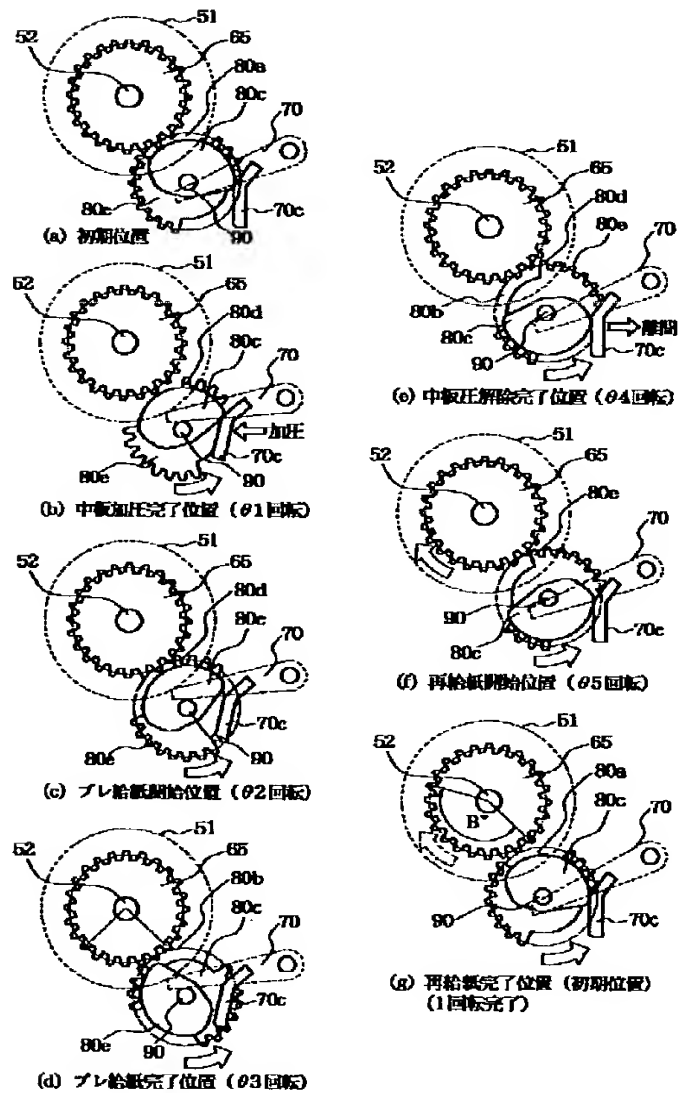 51
52
65
80a
80c
70
80e
90
70c
(a) 初期位置
51
52
65
80d
80c
70
加圧
80e
70c
90
(b) 中板加圧完了位置（θ1回転）
51
52
65
80d
80c
70
70c
80e
90
(c) プレ給紙開始位置（θ2回転）
51
52
65
80b
80c
70
70c
80e
90
(d) プレ給紙完了位置（θ3回転）
51
52
65
80d
80e
70
80b
80c
離間
90
70c
(e) 中板圧解除完了位置（θ4回転）
51
52
65
80e
70
90
80c
70c
(f) 再給紙開始位置（θ5回転）
51
52
65
80a
80c
B
70
90
70c
(g) 再給紙完了位置（初期位置）
（1回転完了）